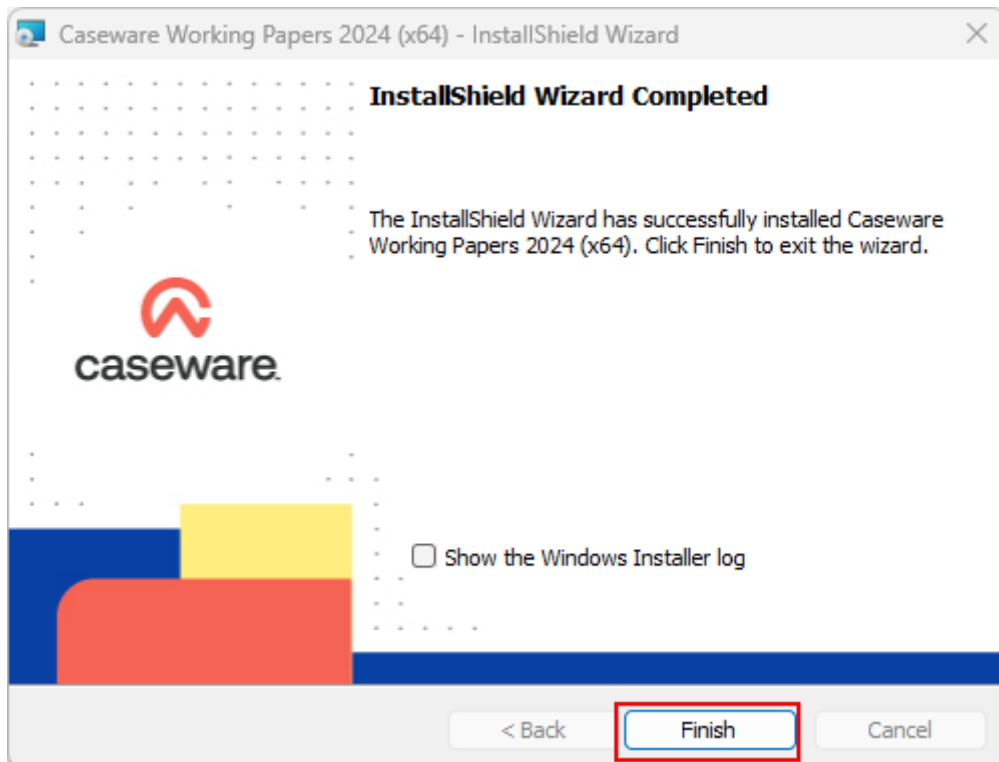 Caseware Working Papers 2024 (x64) - InstallShield Wizard
InstallShield Wizard Completed
The InstallShield Wizard has successfully installed Caseware
Working Papers 2024 (x64). Click Finish to exit the wizard.
caseware.
Show the Windows Installer log
< Back Finish Cancel